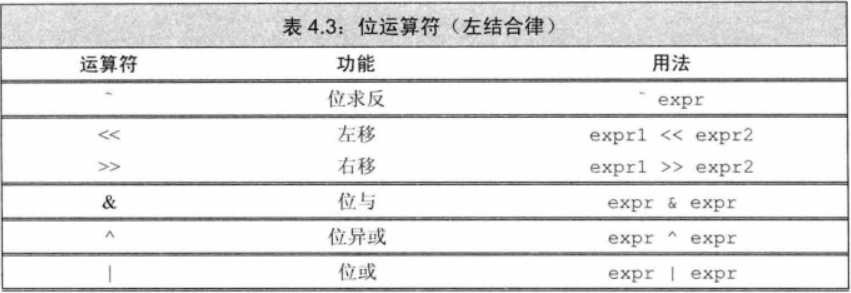 表 4.3：位运算符（左结合律）
运算符 功能 用法
~ 位求反 ~ expr
<< 左移 expr1 << expr2
>> 右移 expr1 >> expr2
& 位与 expr & expr
^ 位异或 expr ^ expr
| 位或 expr | expr